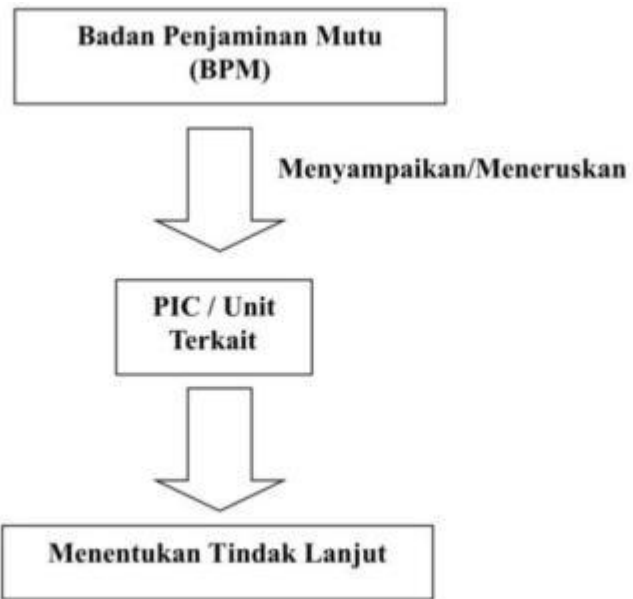 Badan Penjaminan Mutu
(BPM)
Menyampaikan/Meneruskan
PIC / Unit
Terkait
Menentukan Tindak Lanjut